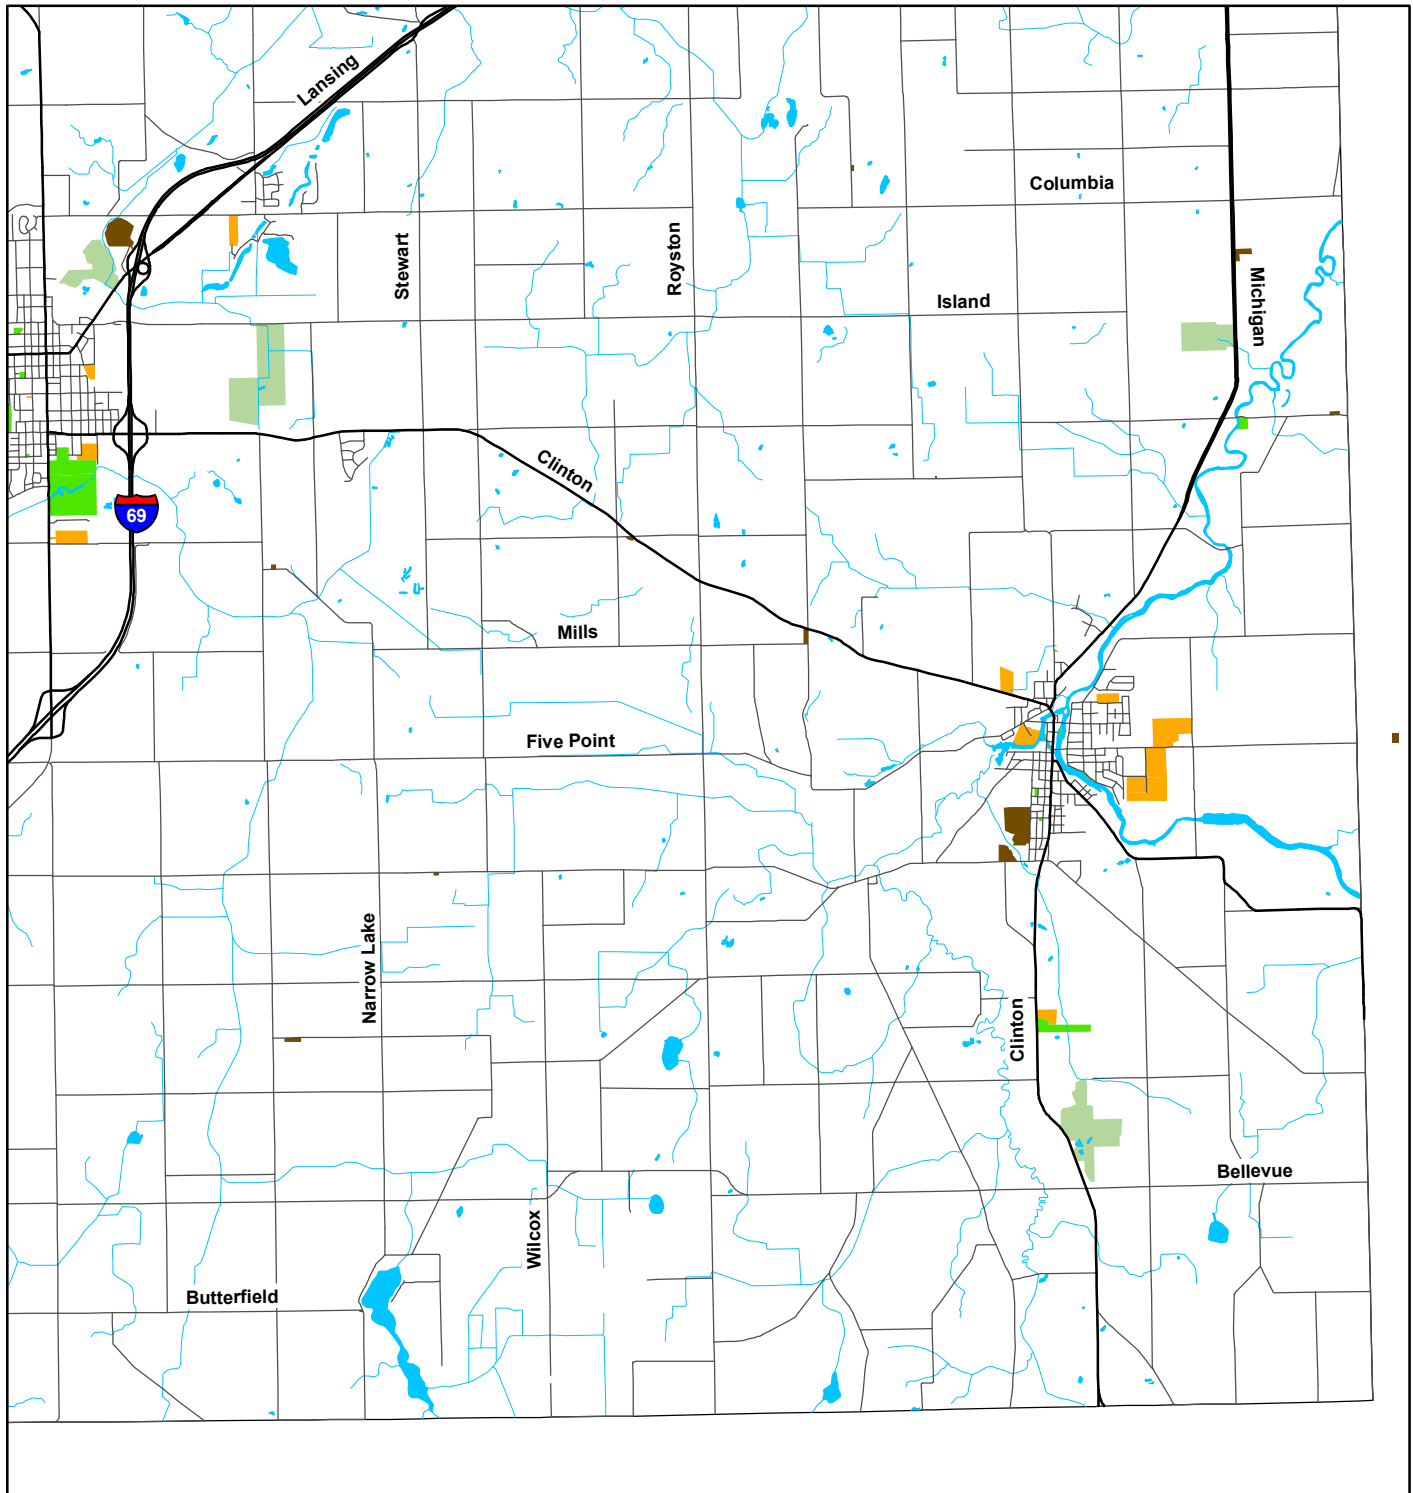 Lansing
Columbia
Stewart
Royston
Island
Michigan
Clinton
69
Mills
Five Point
Narrow Lake
Clinton
Bellevue
Wilcox
Butterfield